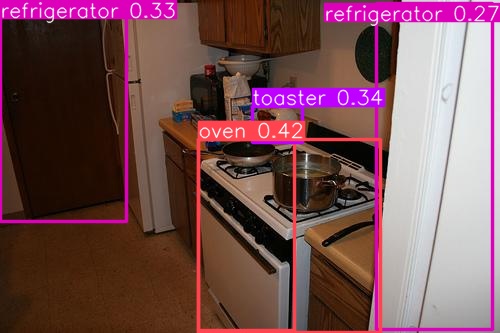 refrigerator 0.33
refrigerator 0.27
toaster 0.34
oven 0.42